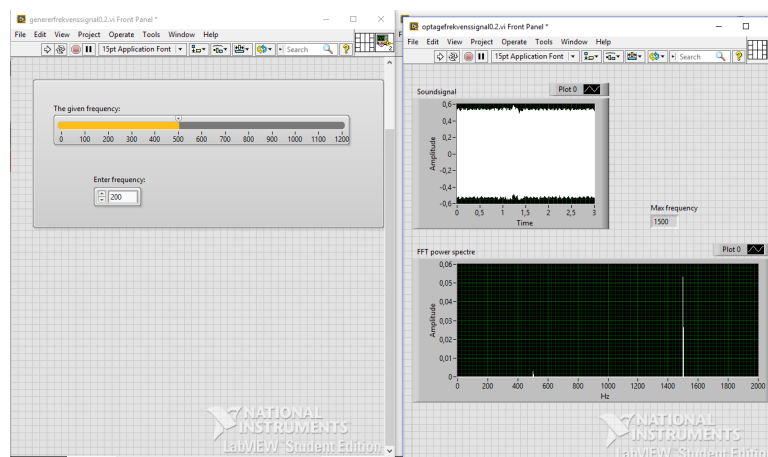 genererfrekvenssignal0.2.vi Front Panel *
File Edit View Project Operate Tools Window Help
15pt Application Font
Search
The given frequency:
0 100 200 300 400 500 600 700 800 900 1000 1100 1200
Enter frequency:
200
NATIONAL
INSTRUMENTS
LabVIEW Student Edition
optagefrekvenssignal0.2.vi Front Panel *
File Edit View Project Operate Tools Window Help
15pt Application Font
Search
Soundsignal
Plot 0
Amplitude
0,6
0,4
0,2
0
-0,2
-0,4
-0,6
0 0,5 1 1,5 2 2,5 3
Time
Max frequency
1500
FFT power spectre
Plot 0
Amplitude
0,06
0,05
0,04
0,03
0,02
0,01
0
0 200 400 600 800 1000 1200 1400 1600 1800 2000
Hz
NATIONAL
INSTRUMENTS
LabVIEW Student Edition